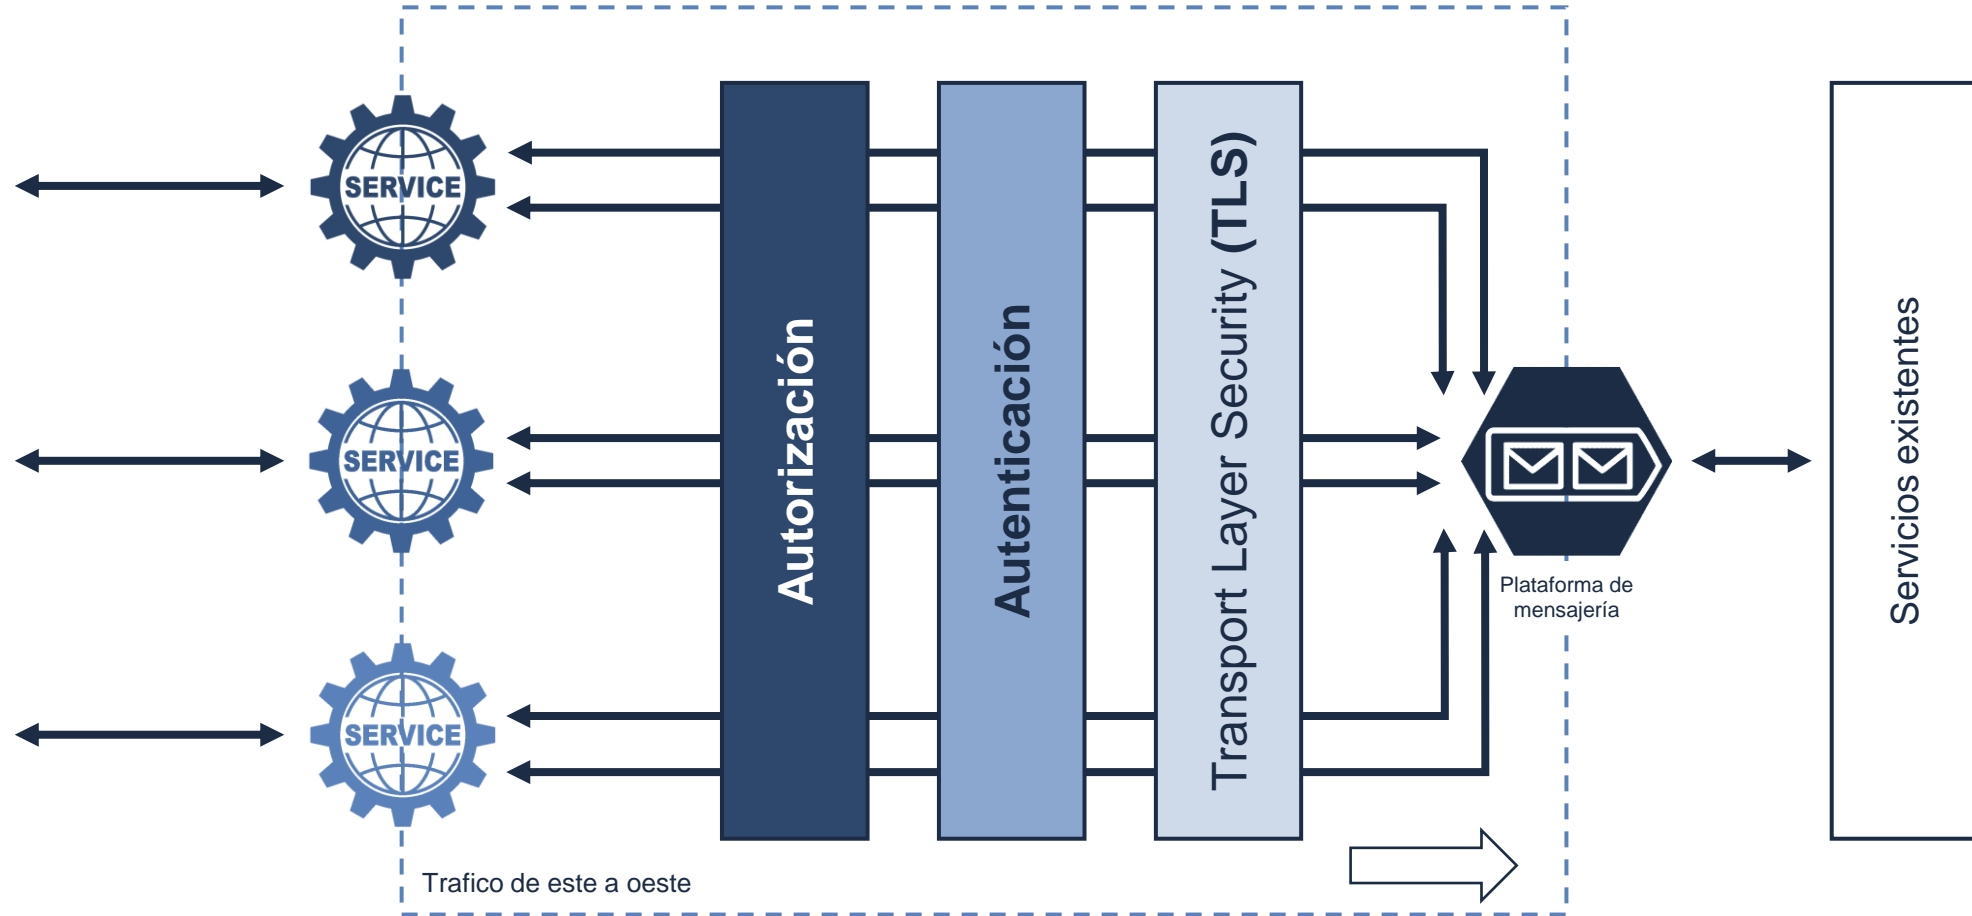 SERVICE
SERVICE
SERVICE
Autorización
Autenticación
Transport Layer Security (TLS)
Plataforma de
mensajería
Servicios existentes
Trafico de este a oeste